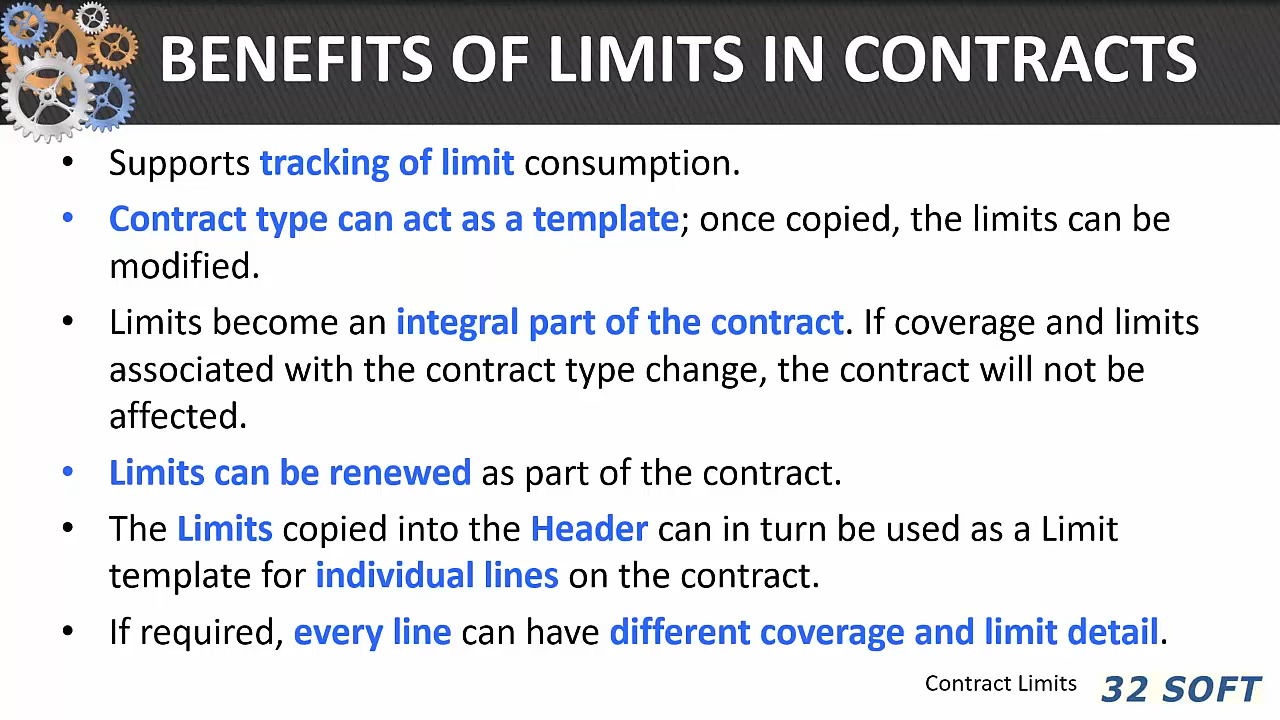 BENEFITS OF LIMITS IN CONTRACTS
• Supports tracking of limit consumption.
• Contract type can act as a template; once copied, the limits can be
modified.
• Limits become an integral part of the contract. If coverage and limits
associated with the contract type change, the contract will not be
affected.
• Limits can be renewed as part of the contract.
• The Limits copied into the Header can in turn be used as a Limit
template for individual lines on the contract.
• If required, every line can have different coverage and limit detail.
Contract Limits
32 SOFT